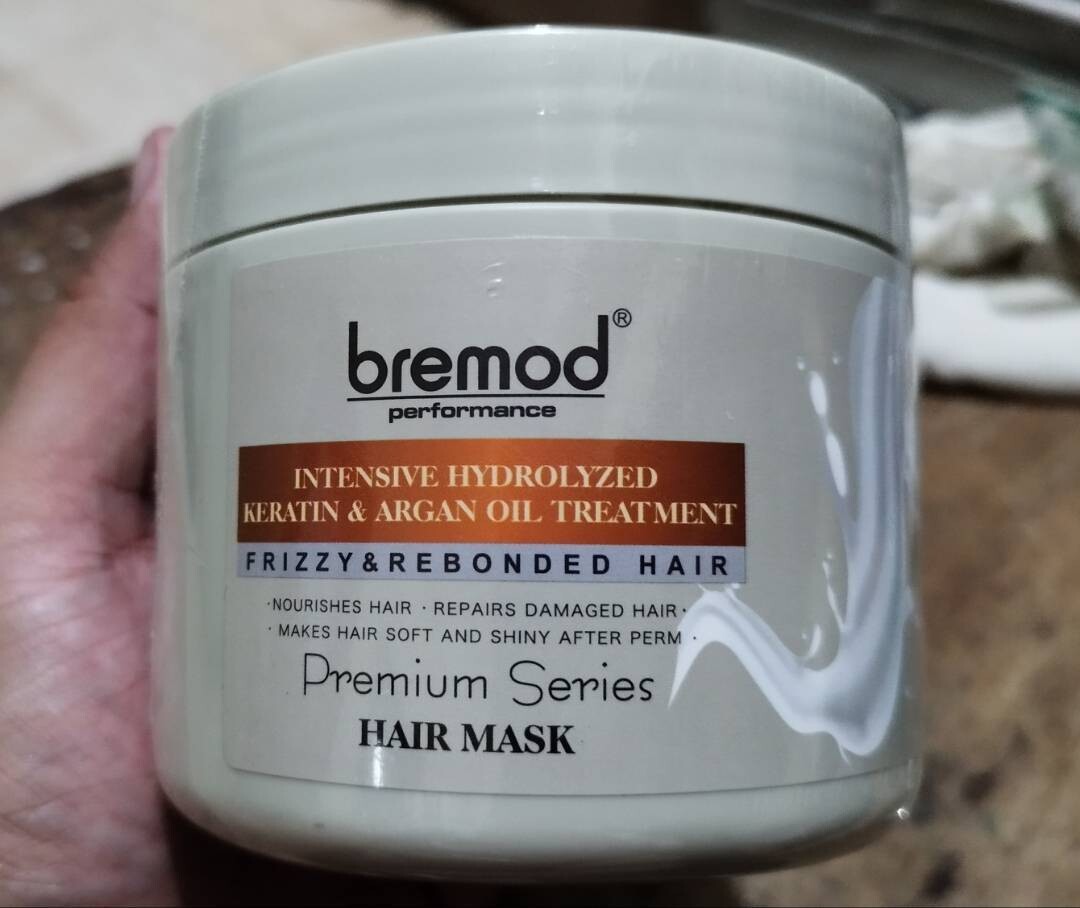 bremod®
performance
INTENSIVE HYDROLYZED
KERATIN & ARGAN OIL TREATMENT
FRIZZY&REBONDED HAIR
·NOURISHES HAIR · REPAIRS DAMAGED HAIR·
· MAKES HAIR SOFT AND SHINY AFTER PERM ·
Premium Series
HAIR MASK